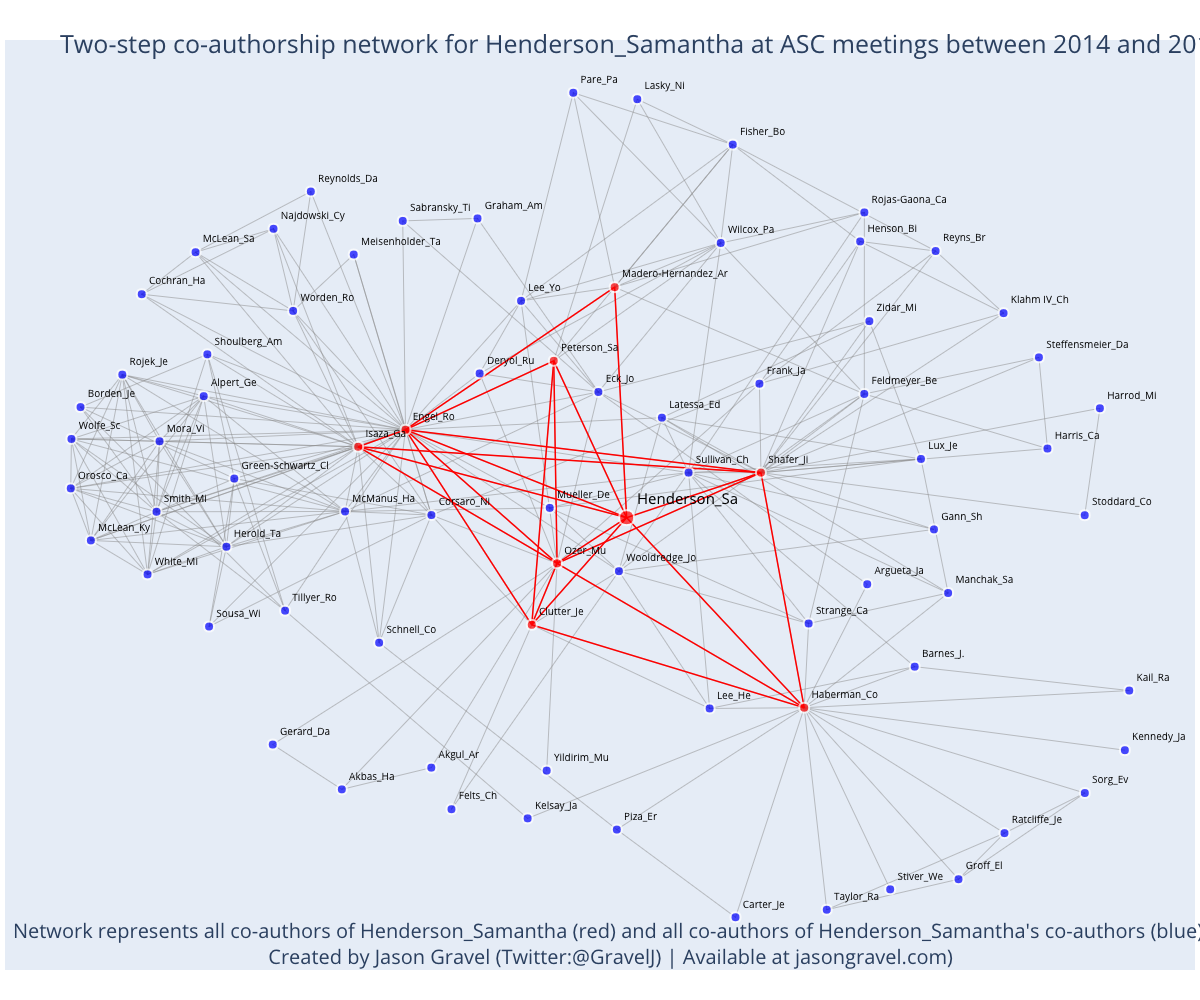 Two-step co-authorship network for Henderson_Samantha at ASC meetings between 2014 and 201
Pare_Pa
Lasky_Ni
Fisher_Bo
Reynolds_Da
Rojas-Gaona_Ca
Sabransky_Ti
Graham_Am
Najdowski_Cy
Wilcox_Pa
Henson_Bi
McLean_Sa
Meisenholder_Ta
Reyns_Br
Madero-Hernandez_Ar
Cochran_Ha
Lee_Yo
Worden_Ro
Klahm IV_Ch
Zidar_Mi
Shoulberg_Am
Peterson_Sa
Steffensmeier_Da
Rojek_Je
Deryol_Ru
Frank_Ja
Alpert_Ge
Eck_Jo
Feldmeyer_Be
Borden_Je
Harrod_Mi
Latessa_Ed
Engel_Ro
Wolfe_Sc
Mora_Vi
Isaza_Ga
Harris_Ca
Lux_Je
Green-Schwartz_Cl
Sullivan_Ch
Shafer_Ji
Orosco_Ca
Smith_Mi
McManus_Ha
Corsaro_Ni
Mueller_De
Henderson_Sa
Stoddard_Co
McLean_Ky
Herold_Ta
Gann_Sh
White_Mi
Ozer_Mu
Wooldredge_Jo
Argueta_Ja
Manchak_Sa
Sousa_Wi
Tillyer_Ro
Clutter_Je
Strange_Ca
Schnell_Co
Barnes_J.
Lee_He
Haberman_Co
Kail_Ra
Gerard_Da
Kennedy_Ja
Akgul_Ar
Yildirim_Mu
Akbas_Ha
Sorg_Ev
Felts_Ch
Kelsay_Ja
Piza_Er
Ratcliffe_Je
Groff_El
Stiver_We
Taylor_Ra
Carter_Je
Network represents all co-authors of Henderson_Samantha (red) and all co-authors of Henderson_Samantha's co-authors (blue)
Created by Jason Gravel (Twitter:@GravelJ) | Available at jasongravel.com)